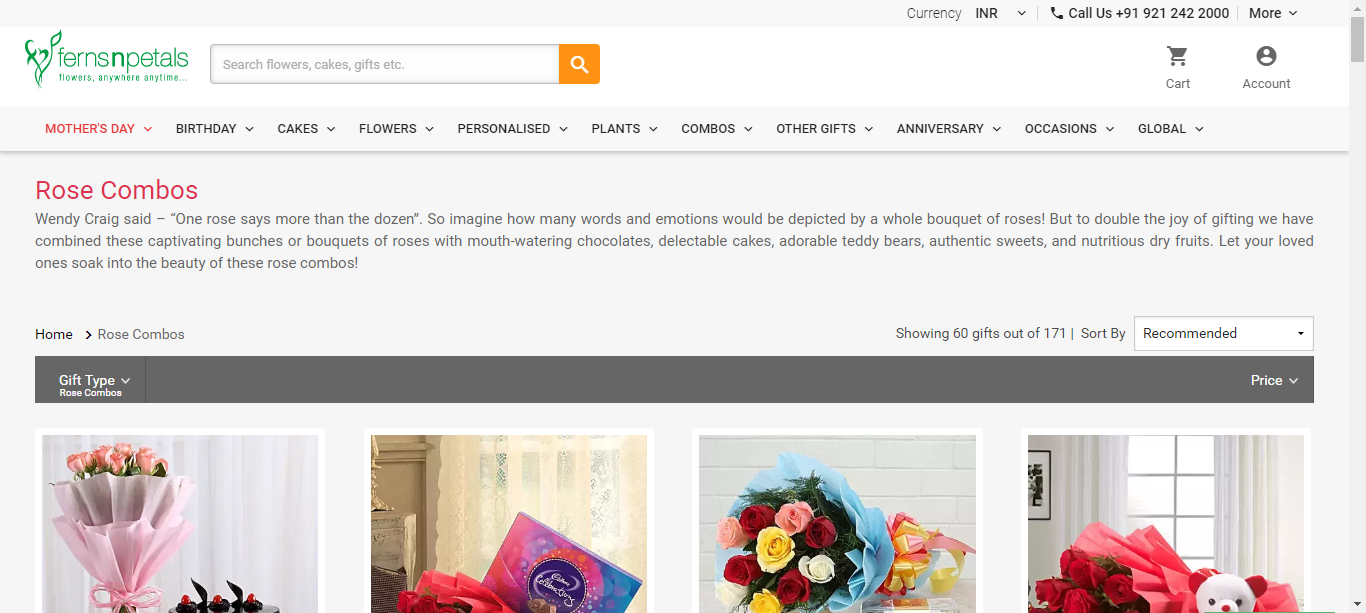 Currency INR Call Us +91 921 242 2000 More
fernsnpetals
flowers, anywhere anytime...
Search flowers, cakes, gifts etc.
Cart Account
MOTHER'S DAY BIRTHDAY CAKES FLOWERS PERSONALISED PLANTS COMBOS OTHER GIFTS ANNIVERSARY OCCASIONS GLOBAL
Rose Combos
Wendy Craig said – “One rose says more than the dozen”. So imagine how many words and emotions would be depicted by a whole bouquet of roses! But to double the joy of gifting we have
combined these captivating bunches or bouquets of roses with mouth-watering chocolates, delectable cakes, adorable teddy bears, authentic sweets, and nutritious dry fruits. Let your loved
ones soak into the beauty of these rose combos!
Home Rose Combos Showing 60 gifts out of 171 | Sort By Recommended
Gift Type Price
Rose Combos
Cadbury
Celebrations